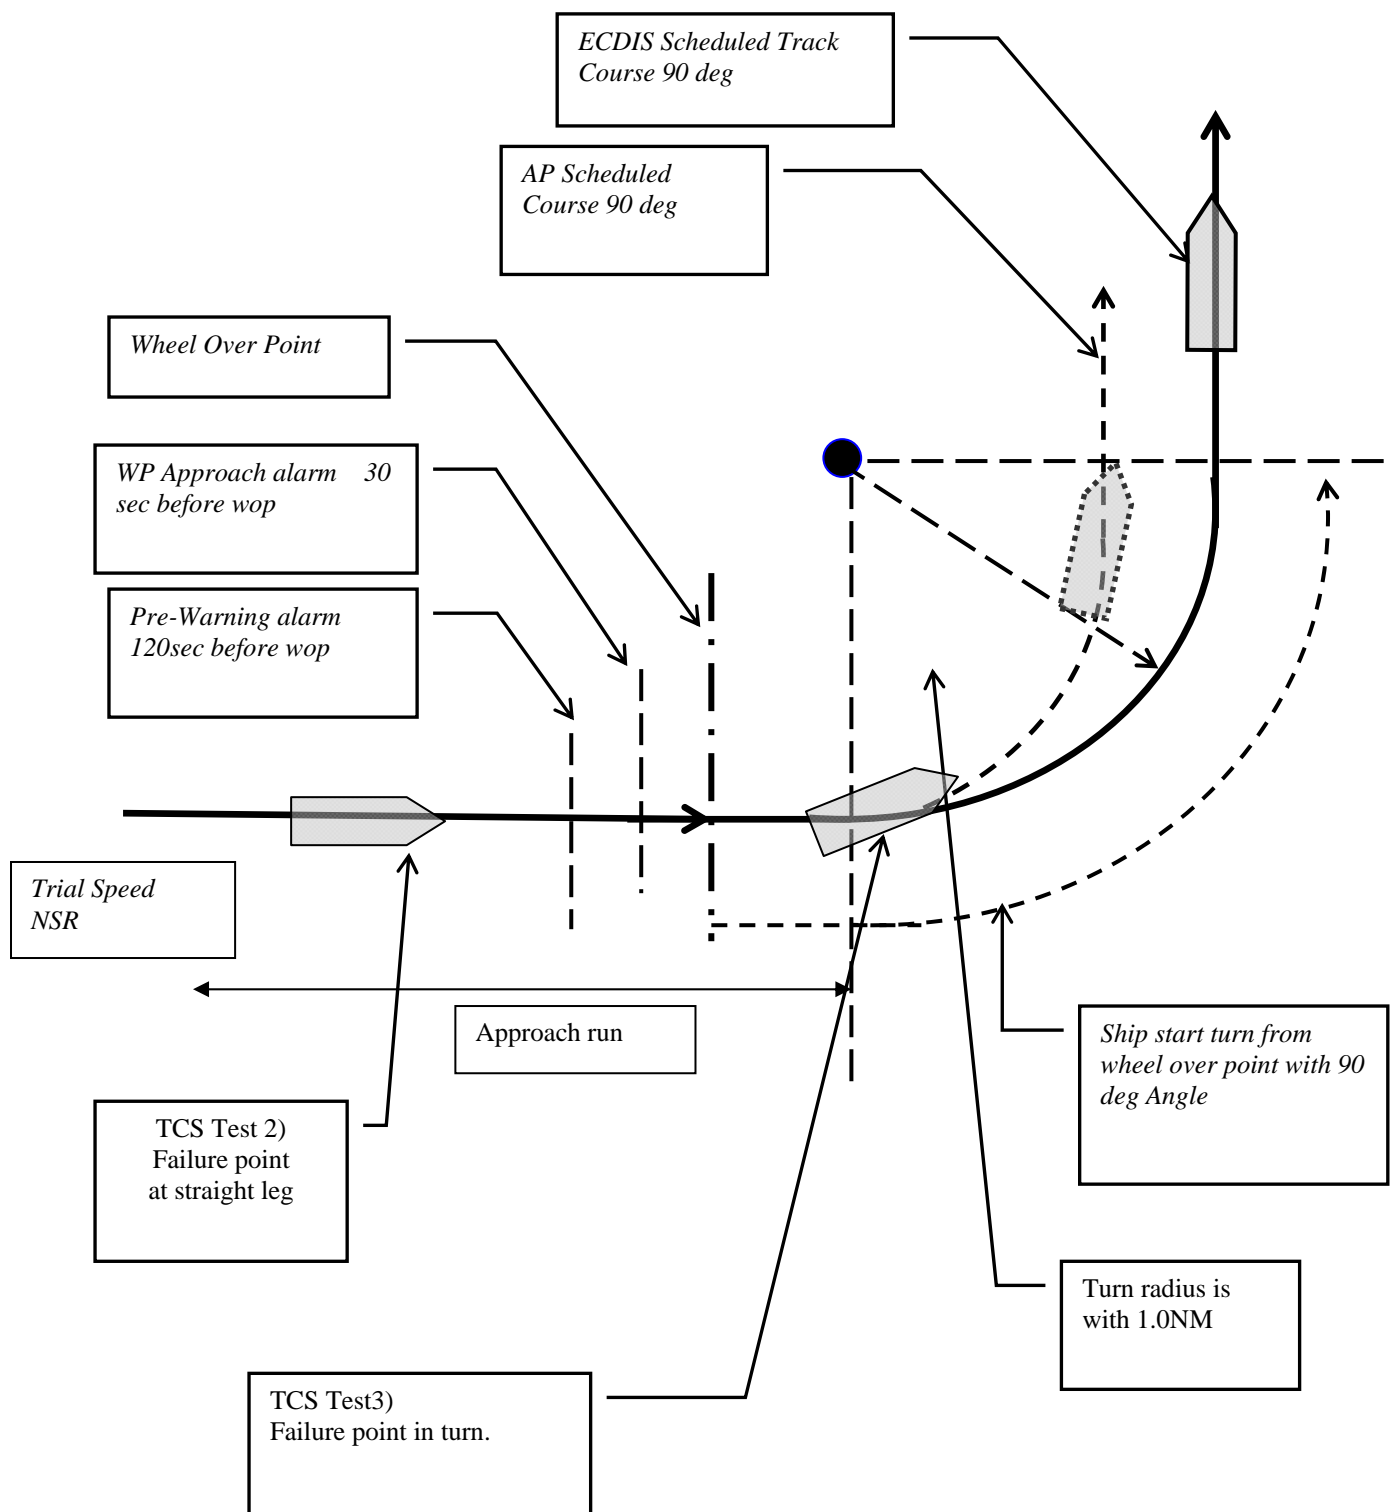 ECDIS Scheduled Track
Course 90 deg
AP Scheduled
Course 90 deg
Wheel Over Point
WP Approach alarm    30
sec before wop
Pre-Warning alarm
120sec before wop
Trial Speed
NSR
Approach run
Ship start turn from
wheel over point with 90
deg Angle
TCS Test 2)
Failure point
at straight leg
Turn radius is
with 1.0NM
TCS Test3)
Failure point in turn.